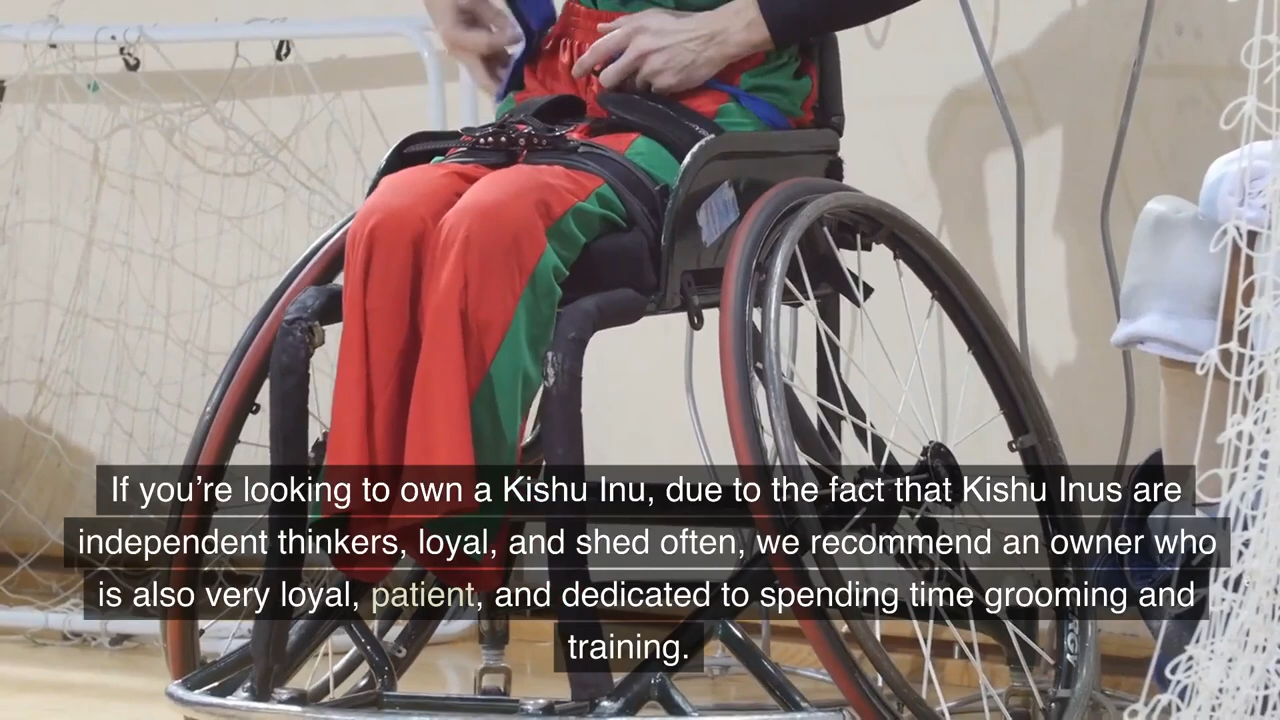 If you’re looking to own a Kishu Inu, due to the fact that Kishu Inus are
independent thinkers, loyal, and shed often, we recommend an owner who
is also very loyal, patient, and dedicated to spending time grooming and
training.